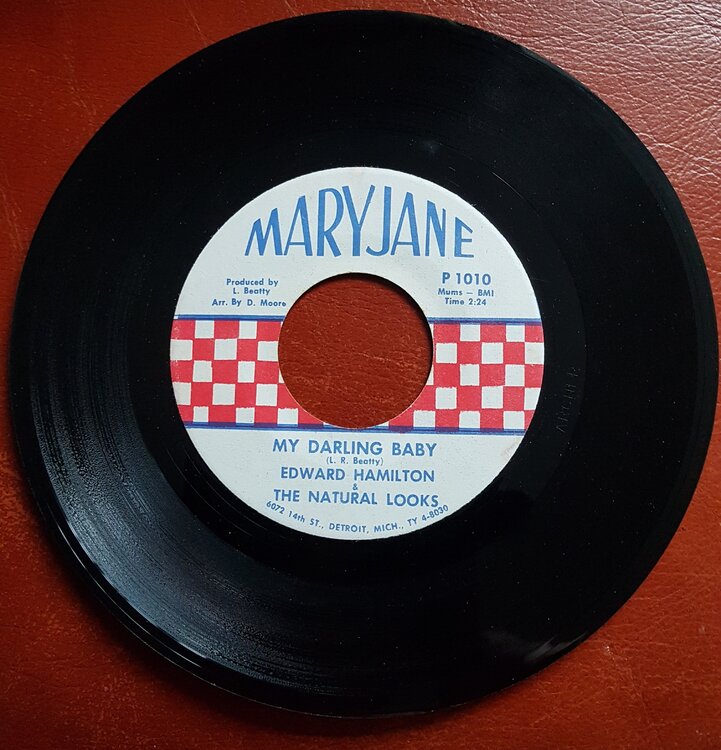 MARYJANE
Produced by
L. Beatty
Arr. By D. Moore
P 1010
Mums — BMI
Time 2:24
MY DARLING BABY
(L. R. Beatty)
EDWARD HAMILTON
&
THE NATURAL LOOKS
6072 14th ST., DETROIT, MICH., TY 4-8030